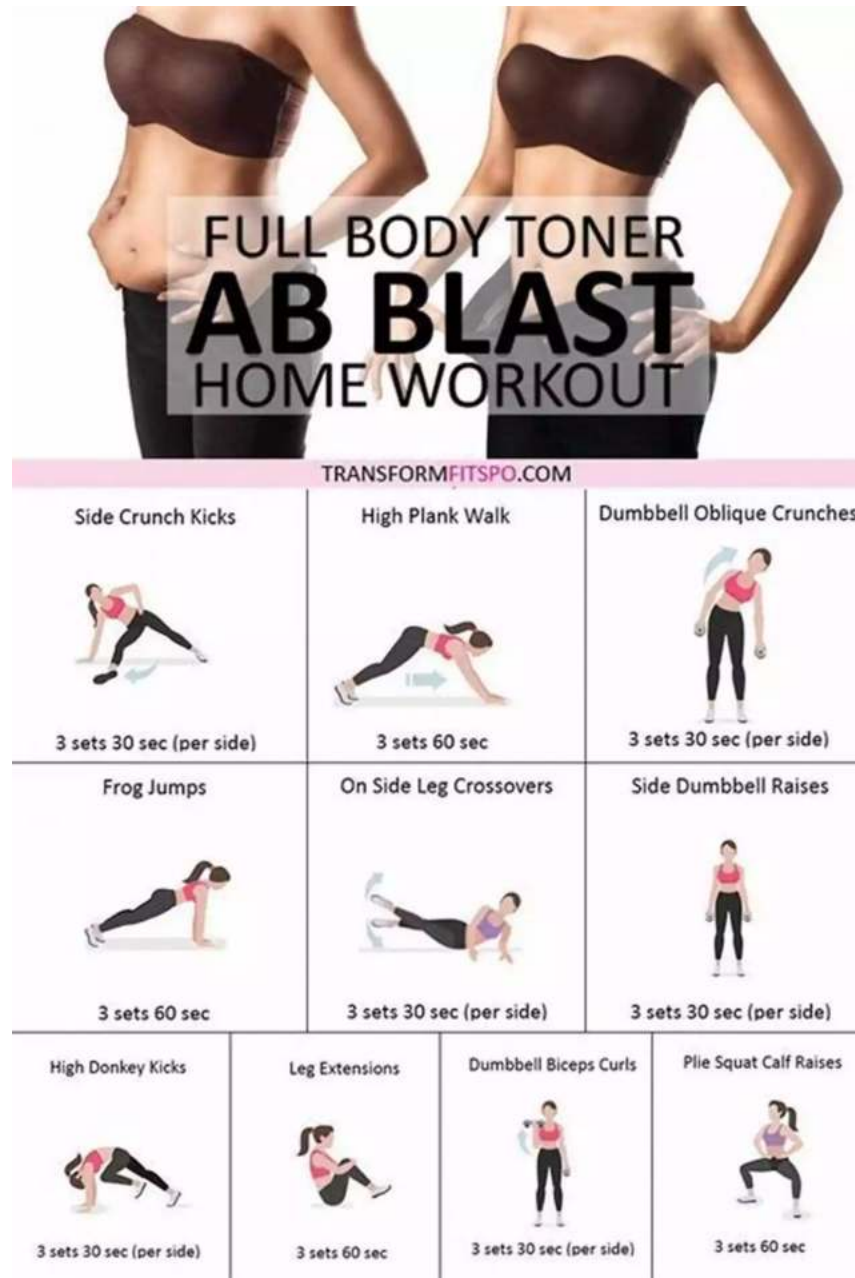 FULL BODY TONER
AB BLAST
HOME WORKOUT
TRANSFORMFITSPO.COM
Side Crunch Kicks
3 sets 30 sec (per side)
High Plank Walk
3 sets 60 sec
Dumbbell Oblique Crunches
3 sets 30 sec (per side)
Frog Jumps
3 sets 60 sec
On Side Leg Crossovers
3 sets 30 sec (per side)
Side Dumbbell Raises
3 sets 30 sec (per side)
High Donkey Kicks
3 sets 30 sec (per side)
Leg Extensions
3 sets 60 sec
Dumbbell Biceps Curls
3 sets 30 sec (per side)
Plie Squat Calf Raises
3 sets 60 sec